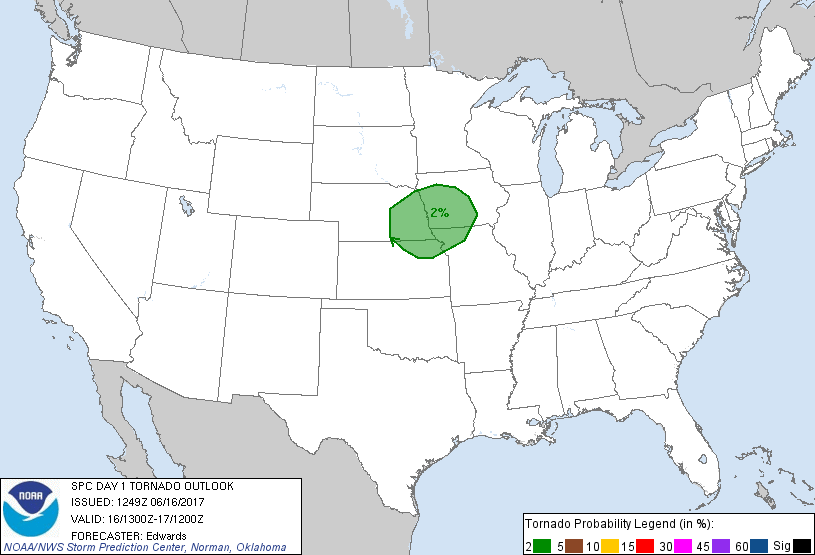 2%
SPC DAY 1 TORNADO OUTLOOK
ISSUED: 1249Z 06/16/2017
VALID: 16/1300Z-17/1200Z
FORECASTER: Edwards
NOAA/NWS Storm Prediction Center, Norman, Oklahoma
NOAA
Tornado Probability Legend (in %):
2 5 10 15 30 45 60 Sig